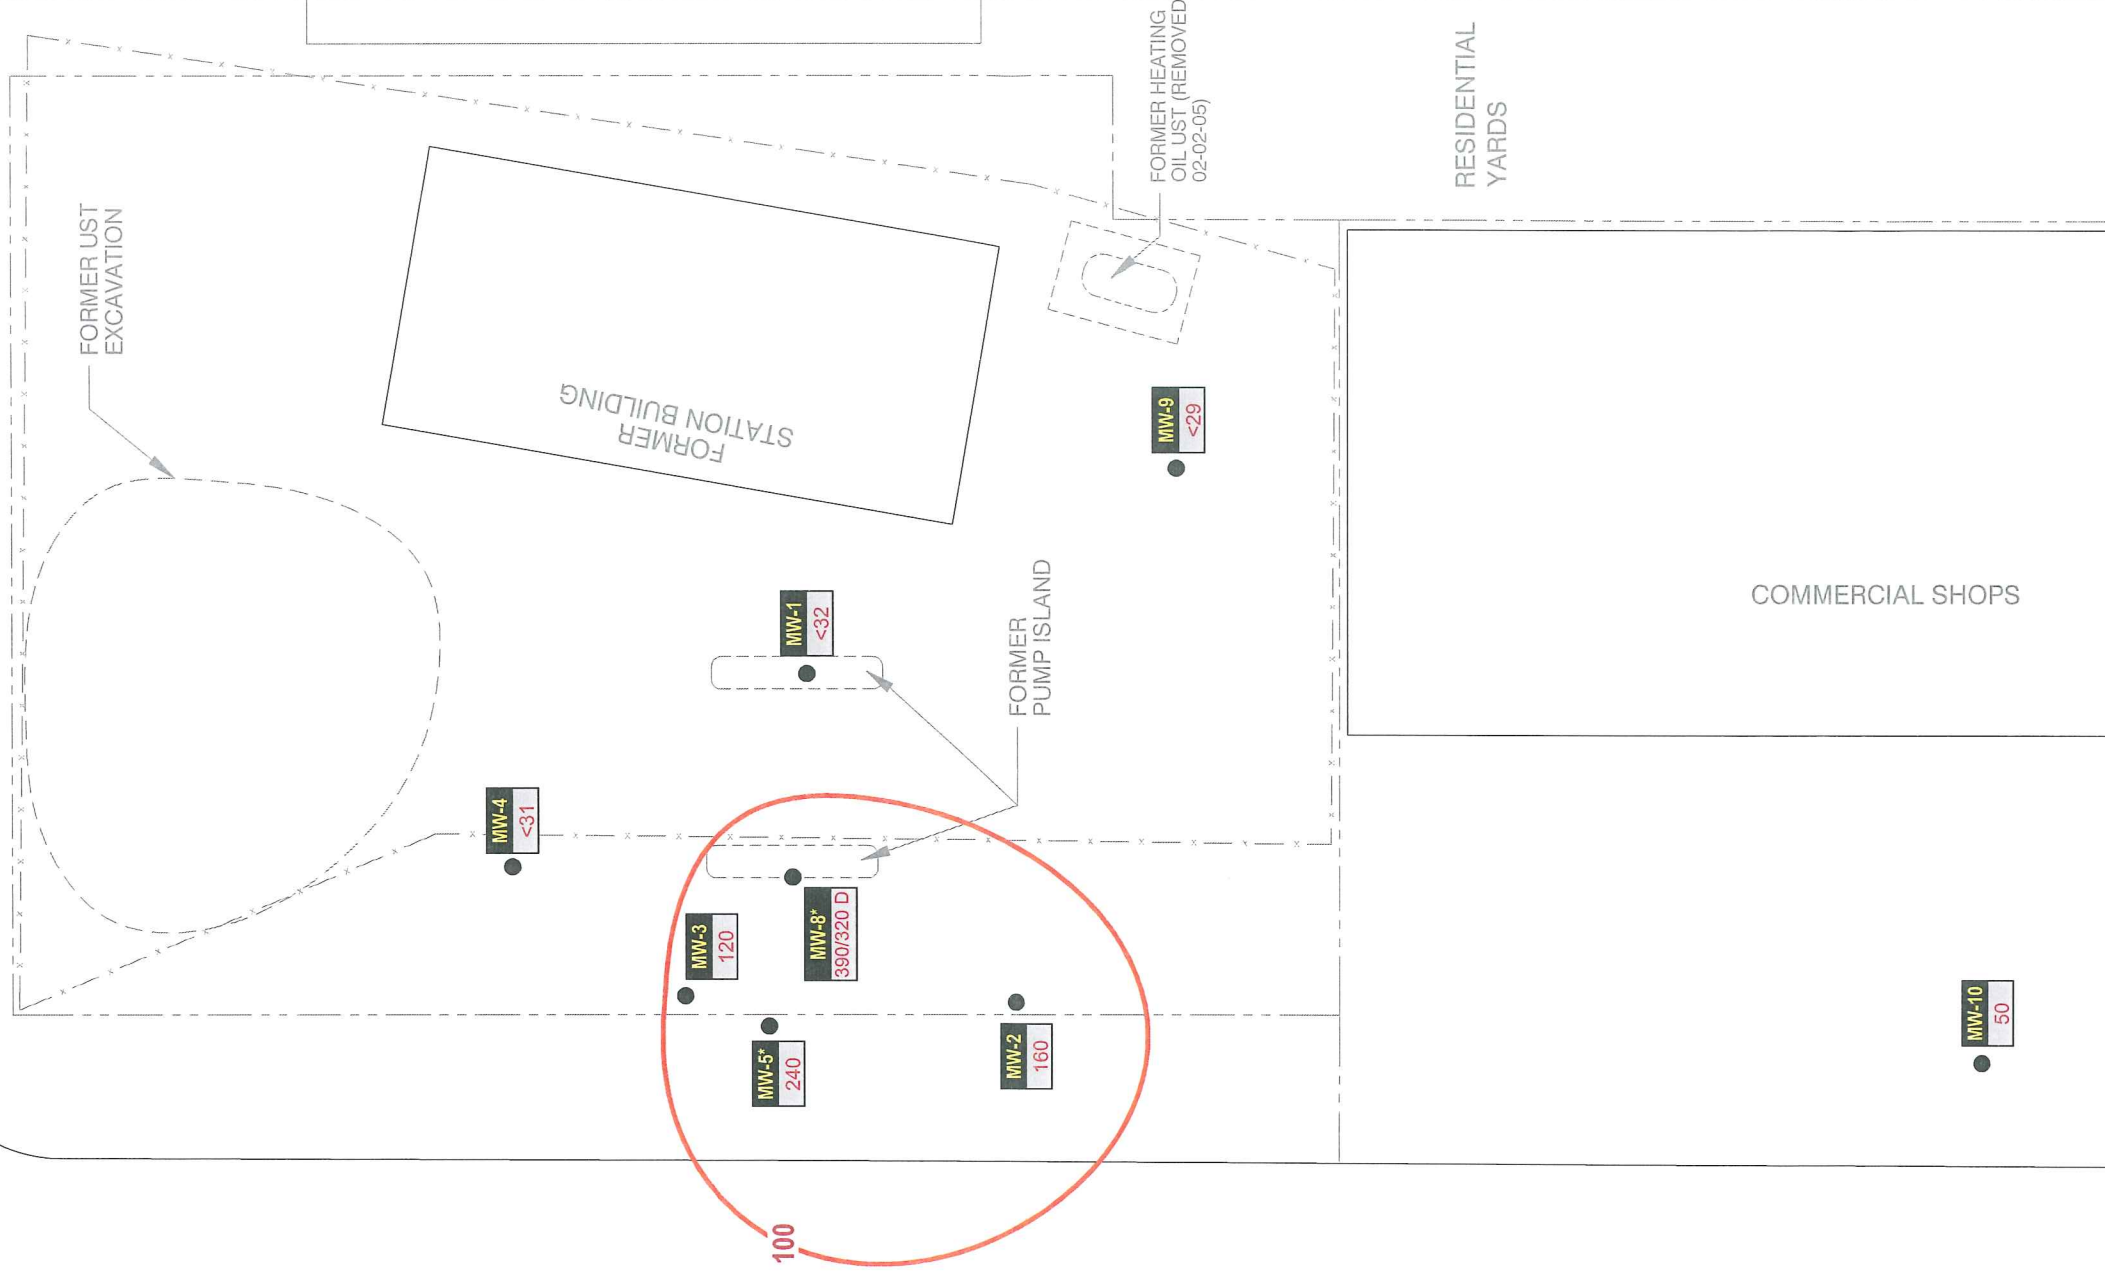 FORMER UST
EXCAVATION
FORMER
STATION BUILDING
FORMER HEATING
OIL UST (REMOVED
02-02-05)
RESIDENTIAL
YARDS
MW-9
<29
MW-1
<32
FORMER
PUMP ISLAND
COMMERCIAL SHOPS
MW-4
<31
MW-3
120
MW-8*
390/320 D
MW-5*
240
MW-2
160
MW-10
50
100